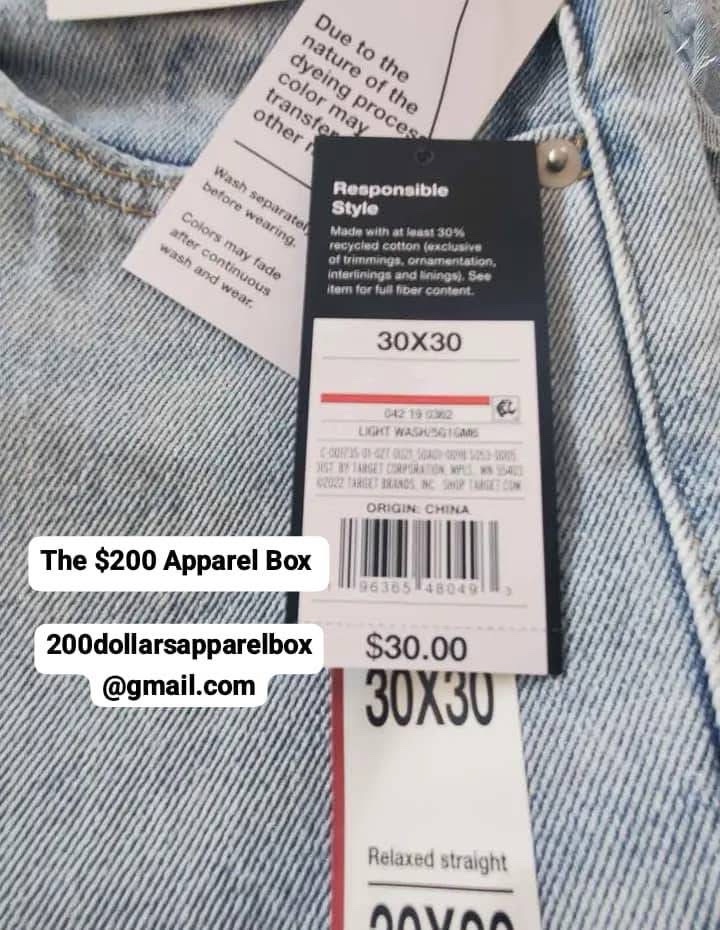 Due to the
nature of the
dyeing process
color may
transfer
other
Wash separately
before wearing.
Colors may fade
after continuous
wash and wear.
Responsible
Style
Made with at least 30%
recycled cotton (exclusive
of trimmings, ornamentation,
interlinings and linings). See
item for full fiber content.
30X30
042 19 0362
LIGHT WASH/
DIST. BY TARGET CORPORATION, MPLS., MN 55403
©2022 TARGET BRANDS, INC. SHOP TARGET.COM
ORIGIN: CHINA
96365 48049 3
$30.00
30X30
Relaxed straight
The $200 Apparel Box
200dollarsapparelbox
@gmail.com